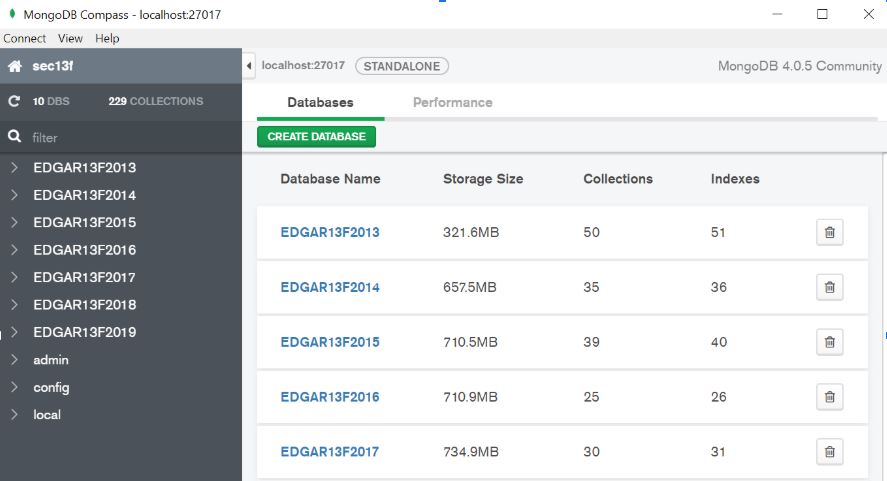 MongoDB Compass - localhost:27017
Connect View Help
sec13f
localhost:27017 STANDALONE MongoDB 4.0.5 Community
10 DBS 229 COLLECTIONS
Databases Performance
filter
CREATE DATABASE
EDGAR13F2013
EDGAR13F2014
EDGAR13F2015
EDGAR13F2016
EDGAR13F2017
EDGAR13F2018
EDGAR13F2019
admin
config
local
Database Name Storage Size Collections Indexes
EDGAR13F2013 321.6MB 50 51
EDGAR13F2014 657.5MB 35 36
EDGAR13F2015 710.5MB 39 40
EDGAR13F2016 710.9MB 25 26
EDGAR13F2017 734.9MB 30 31